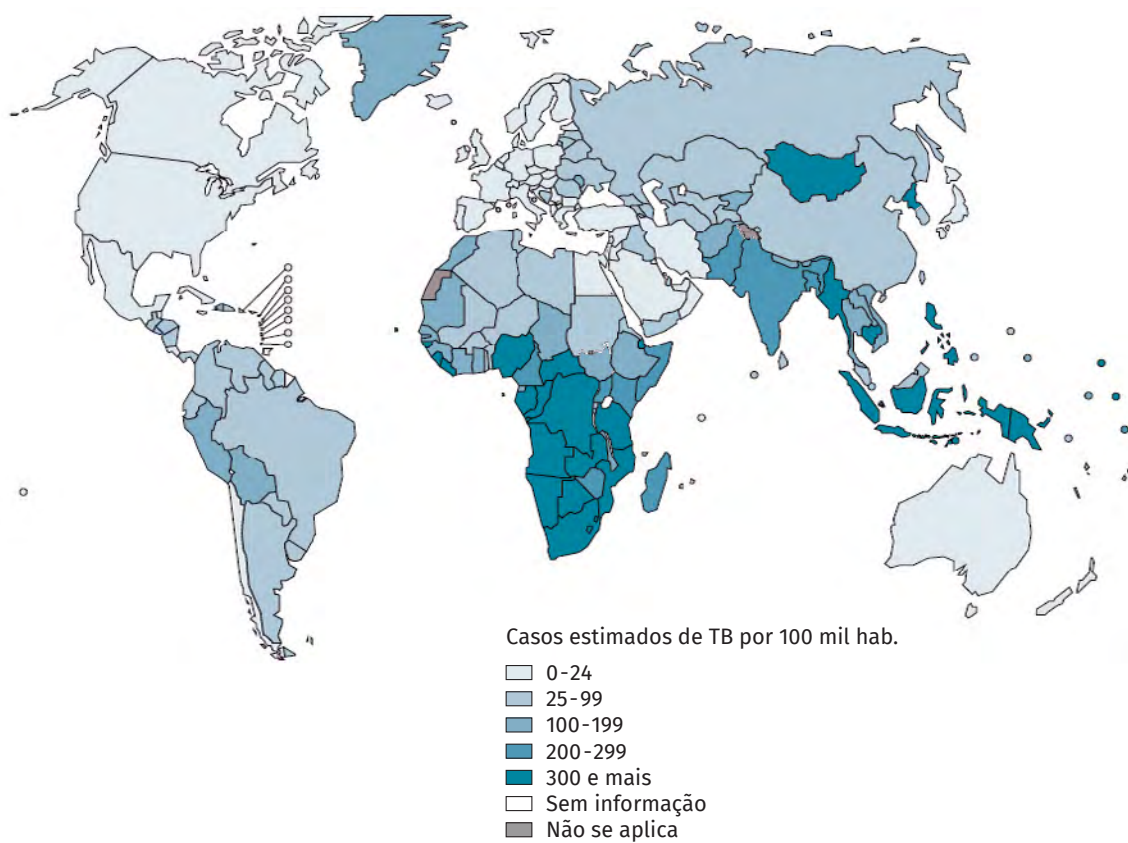 Casos estimados de TB por 100 mil hab.
0-24
25-99
100-199
200-299
300 e mais
Sem informação
Não se aplica